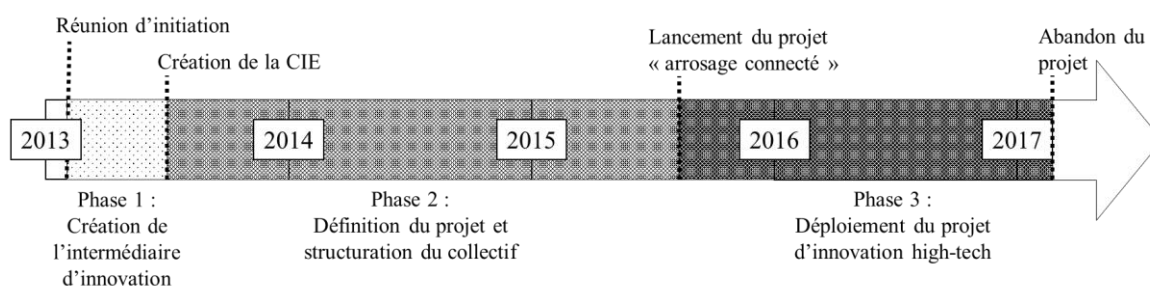 Réunion d’initiation
Création de la CIE
Lancement du projet
« arrosage connecté »
Abandon du
projet
2013
2014
2015
2016
2017
Phase 1 :
Création de
l’intermédiaire
d’innovation
Phase 2 :
Définition du projet et
structuration du collectif
Phase 3 :
Déploiement du projet
d’innovation high-tech